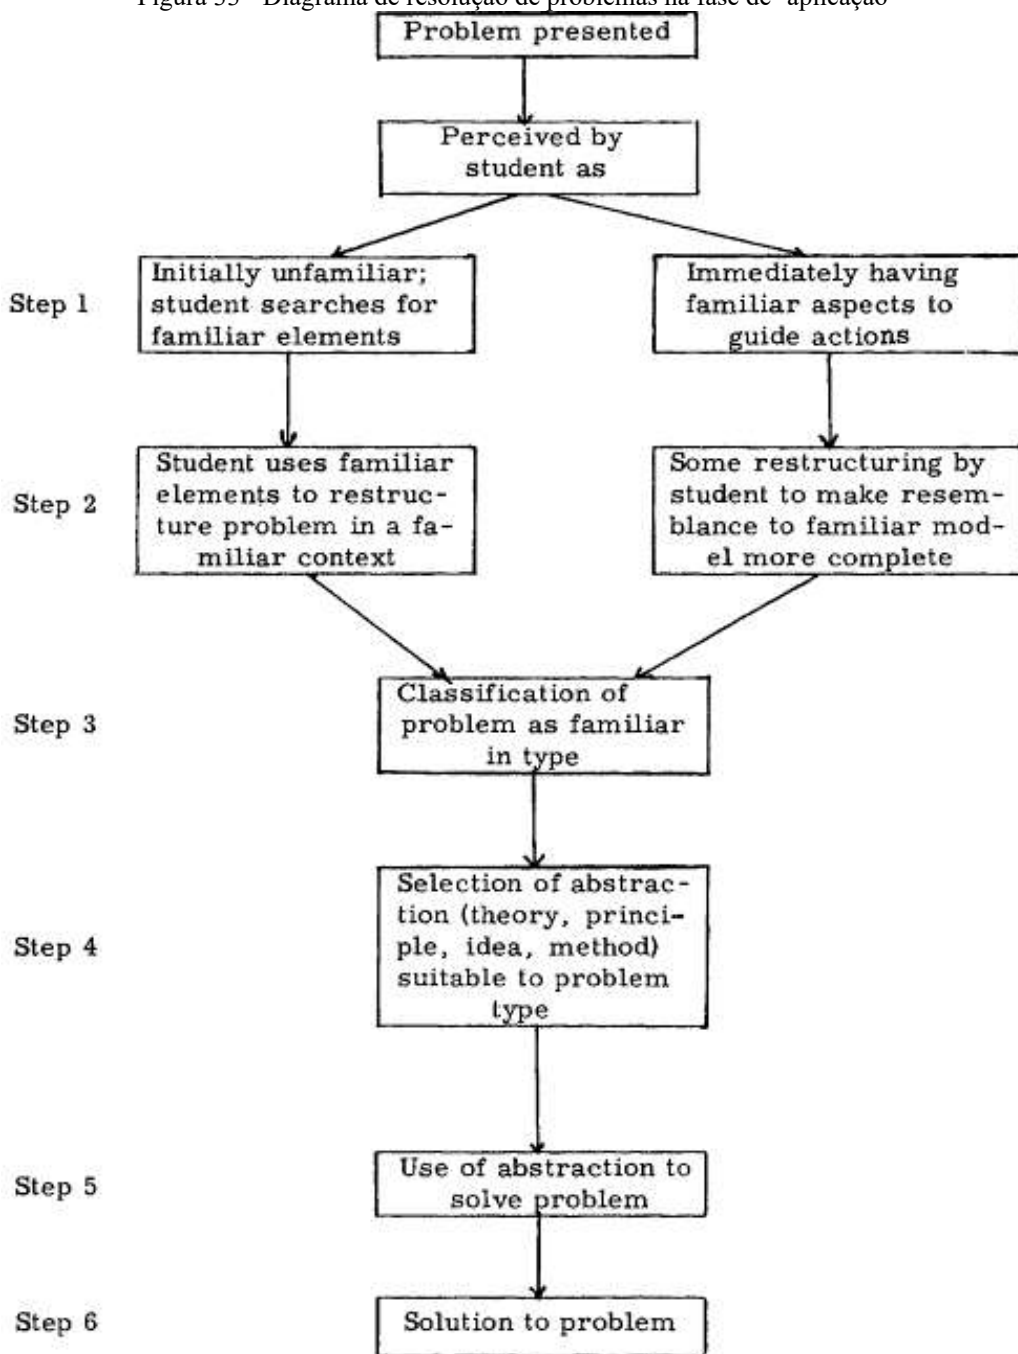 Figura 33 - Diagrama de resolução de problemas na fase de "aplicação"
Problem presented
Perceived by
student as
Step 1
Initially unfamiliar;
student searches for
familiar elements
Immediately having
familiar aspects to
guide actions
Step 2
Student uses familiar
elements to restruc-
ture problem in a fa-
miliar context
Some restructuring by
student to make resem-
blance to familiar mod-
el more complete
Step 3
Classification of
problem as familiar
in type
Step 4
Selection of abstrac-
tion (theory, princi-
ple, idea, method)
suitable to problem
type
Step 5
Use of abstraction to
solve problem
Step 6
Solution to problem